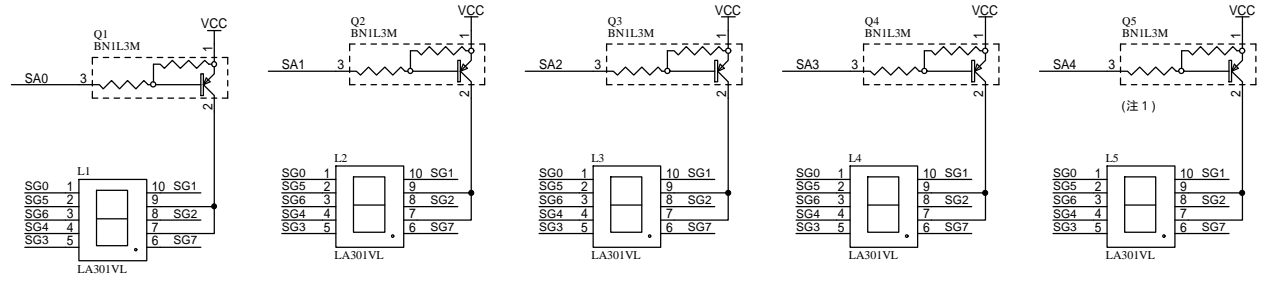 Q1
BN1L3M
VCC
1
SA0
3
2
L1
SG0 1
SG5 2
SG6 3
SG4 4
SG3 5
10 SG1
9
8 SG2
7
6 SG7
LA301VL
Q2
BN1L3M
VCC
1
SA1
3
2
L2
SG0 1
SG5 2
SG6 3
SG4 4
SG3 5
10 SG1
9
8 SG2
7
6 SG7
LA301VL
Q3
BN1L3M
VCC
1
SA2
3
2
L3
SG0 1
SG5 2
SG6 3
SG4 4
SG3 5
10 SG1
9
8 SG2
7
6 SG7
LA301VL
Q4
BN1L3M
VCC
1
SA3
3
2
L4
SG0 1
SG5 2
SG6 3
SG4 4
SG3 5
10 SG1
9
8 SG2
7
6 SG7
LA301VL
Q5
BN1L3M
VCC
1
SA4
3
2
(注1)
L5
SG0 1
SG5 2
SG6 3
SG4 4
SG3 5
10 SG1
9
8 SG2
7
6 SG7
LA301VL